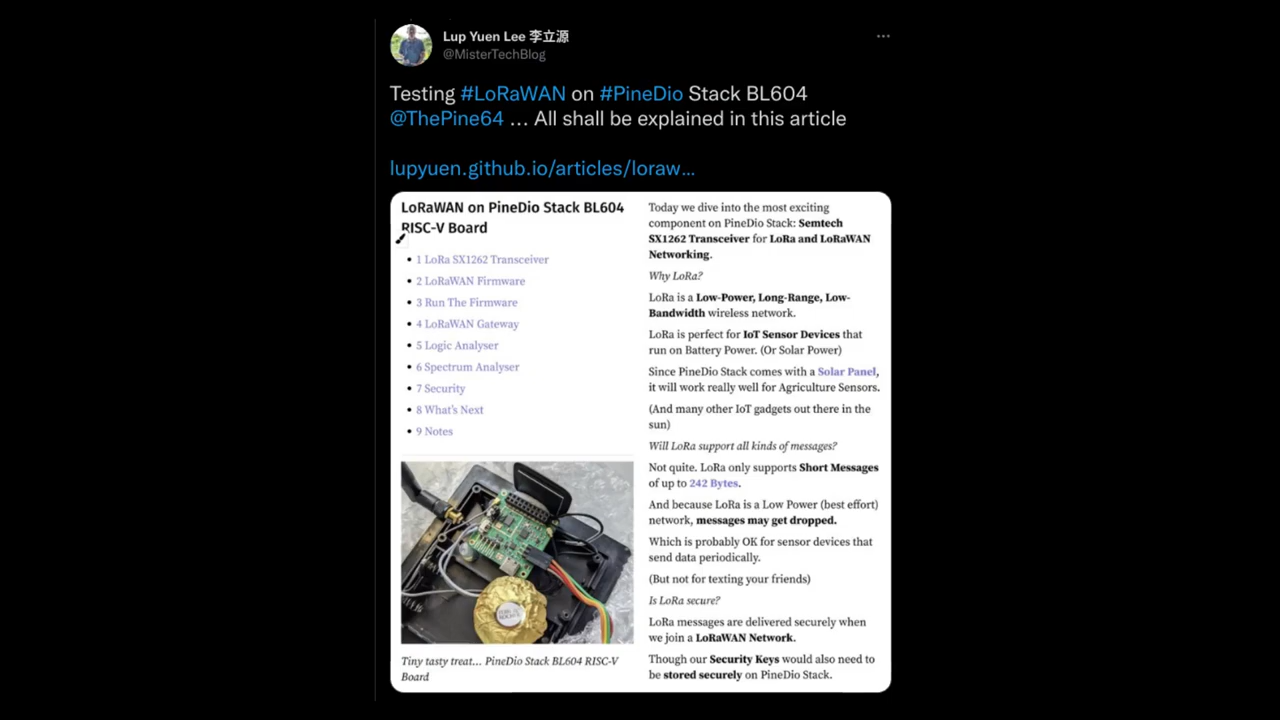 Lup Yuen Lee 李立源
@MisterTechBlog
Testing #LoRaWAN on #PineDio Stack BL604
@ThePine64 ... All shall be explained in this article
lupyuen.github.io/articles/loraw...
LoRaWAN on PineDio Stack BL604
RISC-V Board
1 LoRa SX1262 Transceiver
2 LoRaWAN Firmware
3 Run The Firmware
4 LoRaWAN Gateway
5 Logic Analyser
6 Spectrum Analyser
7 Security
8 What's Next
9 Notes
Tiny tasty treat... PineDio Stack BL604 RISC-V
Board
Today we dive into the most exciting
component on PineDio Stack: Semtech
SX1262 Transceiver for LoRa and LoRaWAN
Networking.
Why LoRa?
LoRa is a Low-Power, Long-Range, Low-
Bandwidth wireless network.
LoRa is perfect for IoT Sensor Devices that
run on Battery Power. (Or Solar Power)
Since PineDio Stack comes with a Solar Panel,
it will work really well for Agriculture Sensors.
(And many other IoT gadgets out there in the
sun)
Will LoRa support all kinds of messages?
Not quite. LoRa only supports Short Messages
of up to 242 Bytes.
And because LoRa is a Low Power (best effort)
network, messages may get dropped.
Which is probably OK for sensor devices that
send data periodically.
(But not for texting your friends)
Is LoRa secure?
LoRa messages are delivered securely when
we join a LoRaWAN Network.
Though our Security Keys would also need to
be stored securely on PineDio Stack.